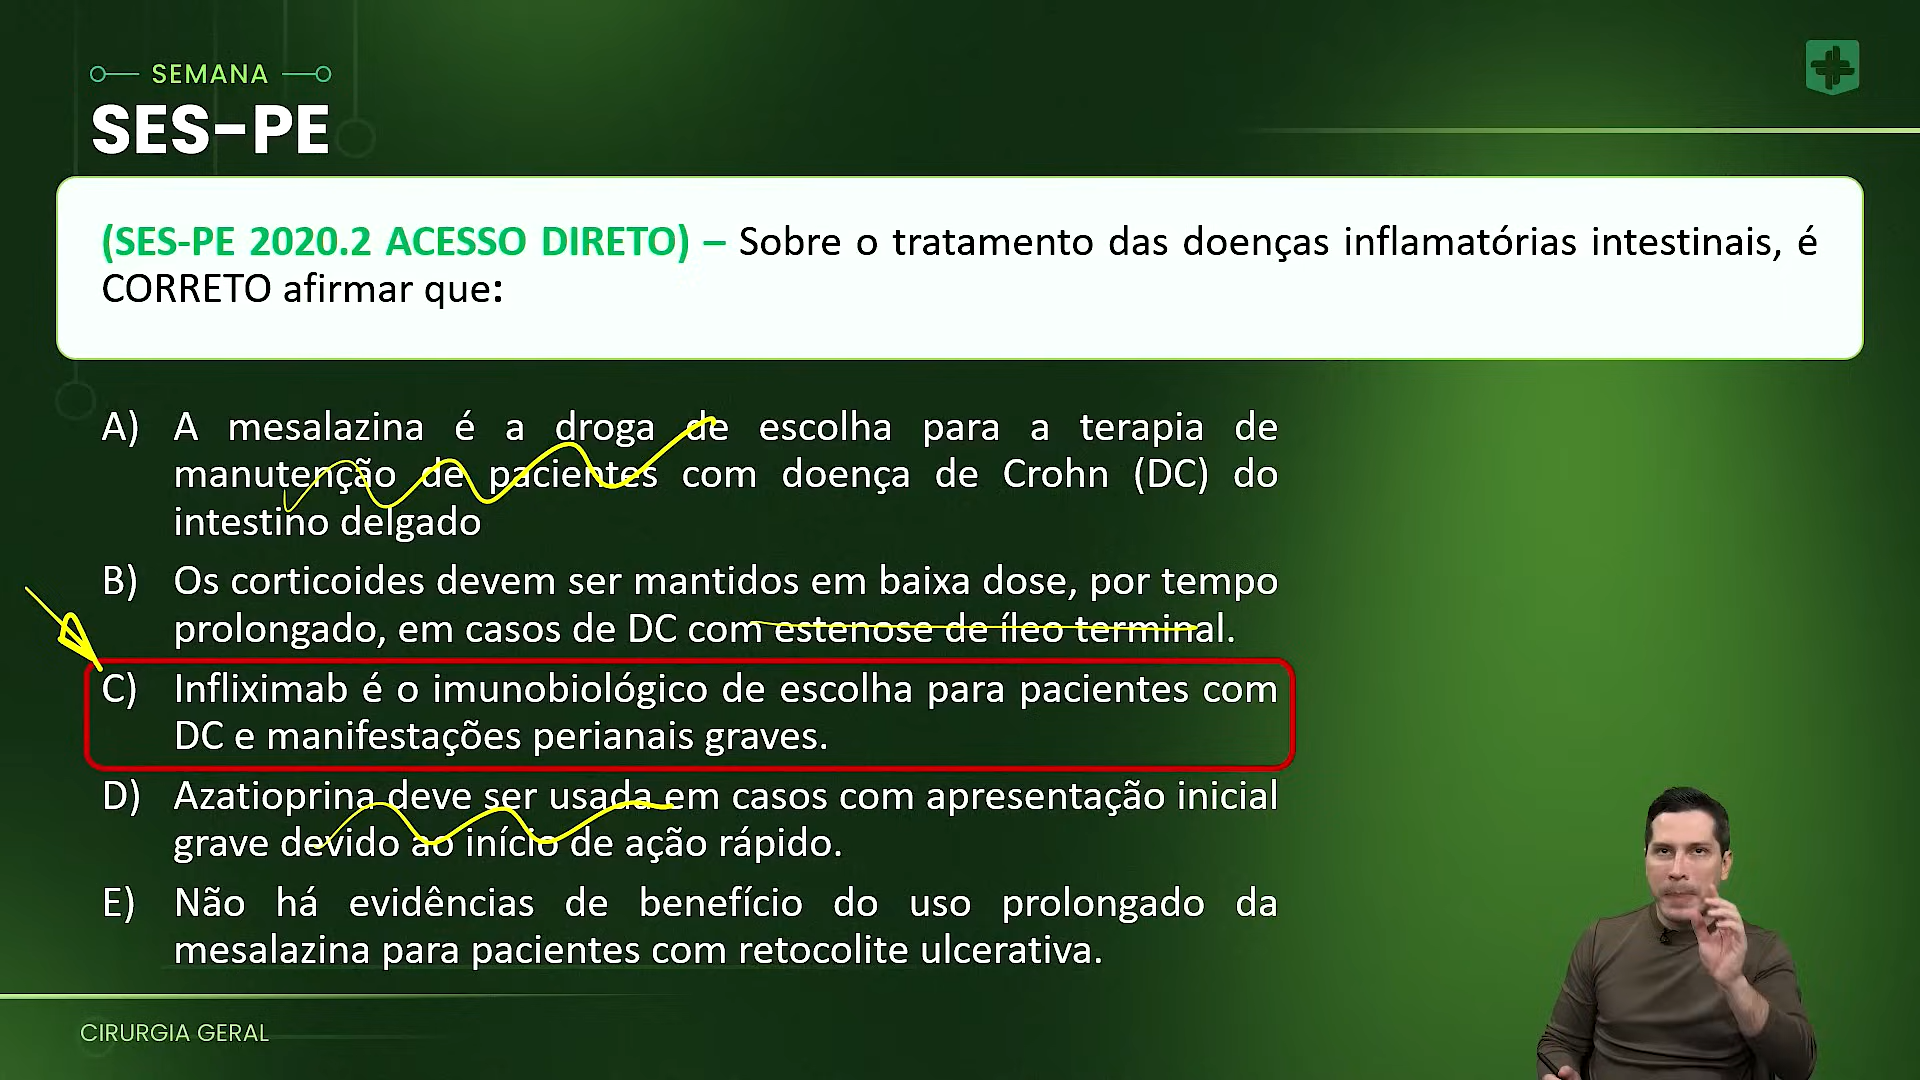 SEMANA
SES-PE
(SES-PE 2020.2 ACESSO DIRETO) – Sobre o tratamento das doenças inflamatórias intestinais, é
CORRETO afirmar que:
A) A mesalazina é a droga de escolha para a terapia de
manutenção de pacientes com doença de Crohn (DC) do
intestino delgado
B) Os corticoides devem ser mantidos em baixa dose, por tempo
prolongado, em casos de DC com estenose de íleo terminal.
C) Infliximab é o imunobiológico de escolha para pacientes com
DC e manifestações perianais graves.
D) Azatioprina deve ser usada em casos com apresentação inicial
grave devido ao início de ação rápido.
E) Não há evidências de benefício do uso prolongado da
mesalazina para pacientes com retocolite ulcerativa.
CIRURGIA GERAL